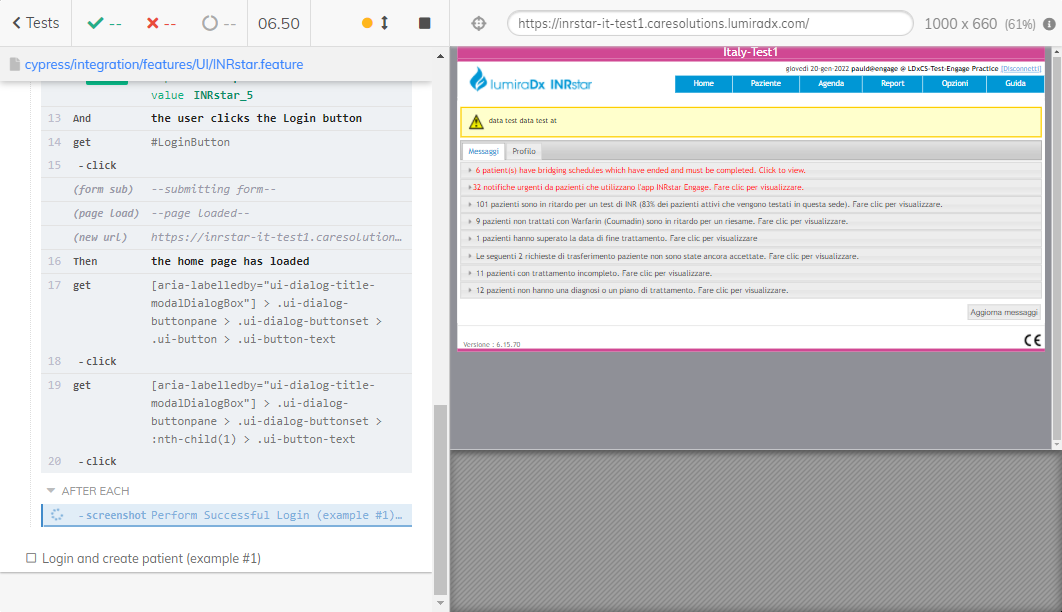 Tests
--
--
--
06.50
https://inrstar-it-test1.caresolutions.lumiradx.com/
1000 x 660 (61%)
cypress/integration/features/UI/INRstar.feature
value INRstar_5
13 And the user clicks the Login button
14 get #LoginButton
15 - click
(form sub) --submitting form--
(page load) --page loaded--
(new url) https://inrstar-it-test1.caresolution...
16 Then the home page has loaded
17 get [aria-labelledby="ui-dialog-title-
modalDialogBox"] > .ui-dialog-
buttonpane > .ui-dialog-buttonset >
.ui-button > .ui-button-text
18 - click
19 get [aria-labelledby="ui-dialog-title-
modalDialogBox"] > .ui-dialog-
buttonpane > .ui-dialog-buttonset >
:nth-child(1) > .ui-button-text
20 - click
AFTER EACH
- screenshot Perform Successful Login (example #1)...
Login and create patient (example #1)
Italy-Test1
giovedì 20-gen-2022 pauld@engage @ LDxCS-Test-Engage Practice [Disconnetti]
lumiraDx INRstar
Home Paziente Agenda Report Opzioni Guida
data test data test at
Messaggi Profilo
6 patient(s) have bridging schedules which have ended and must be completed. Click to view.
32 notifiche urgenti da pazienti che utilizzano l'app INRstar Engage. Fare clic per visualizzare.
101 pazienti sono in ritardo per un test di INR (83% dei pazienti attivi che vengono testati in questa sede). Fare clic per visualizzare.
9 pazienti non trattati con Warfarin (Coumadin) sono in ritardo per un riesame. Fare clic per visualizzare.
1 pazienti hanno superato la data di fine trattamento. Fare clic per visualizzare
Le seguenti 2 richieste di trasferimento paziente non sono state ancora accettate. Fare clic per visualizzare.
11 pazienti con trattamento incompleto. Fare clic per visualizzare.
12 pazienti non hanno una diagnosi o un piano di trattamento. Fare clic per visualizzare.
Aggiorna messaggi
Versione : 6.15.70
CE